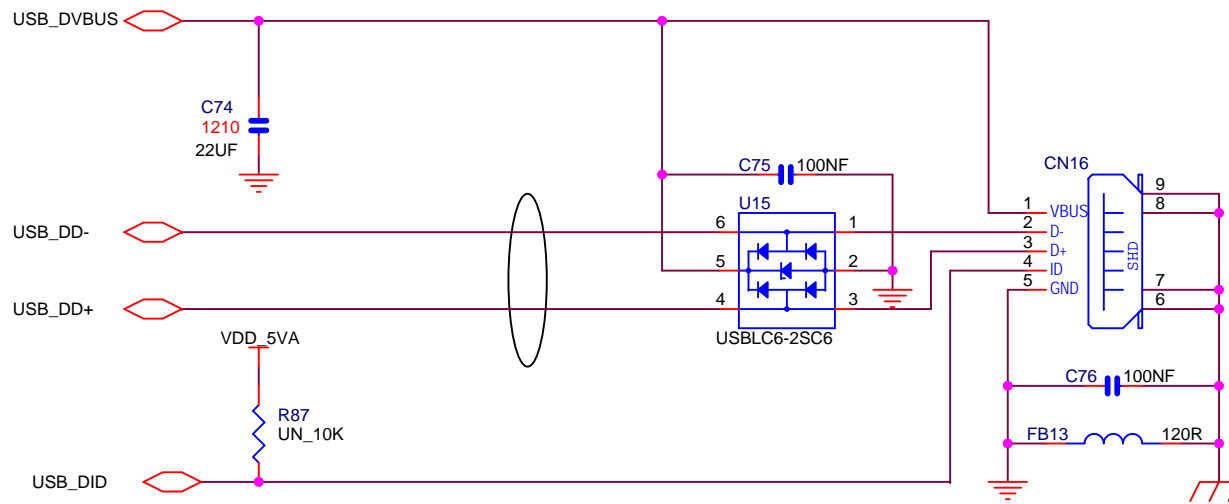 USB_DVBUS
C74
1210
22UF
C75 100NF
CN16
U15
9
8
1 VBUS
2 D-
3 D+
4 ID
5 GND
SHD
7
6
USB_DD-
6 1
5 2
4 3
USB_DD+
USBLC6-2SC6
VDD_5VA
C76 100NF
R87
UN_10K
FB13 120R
USB_DID